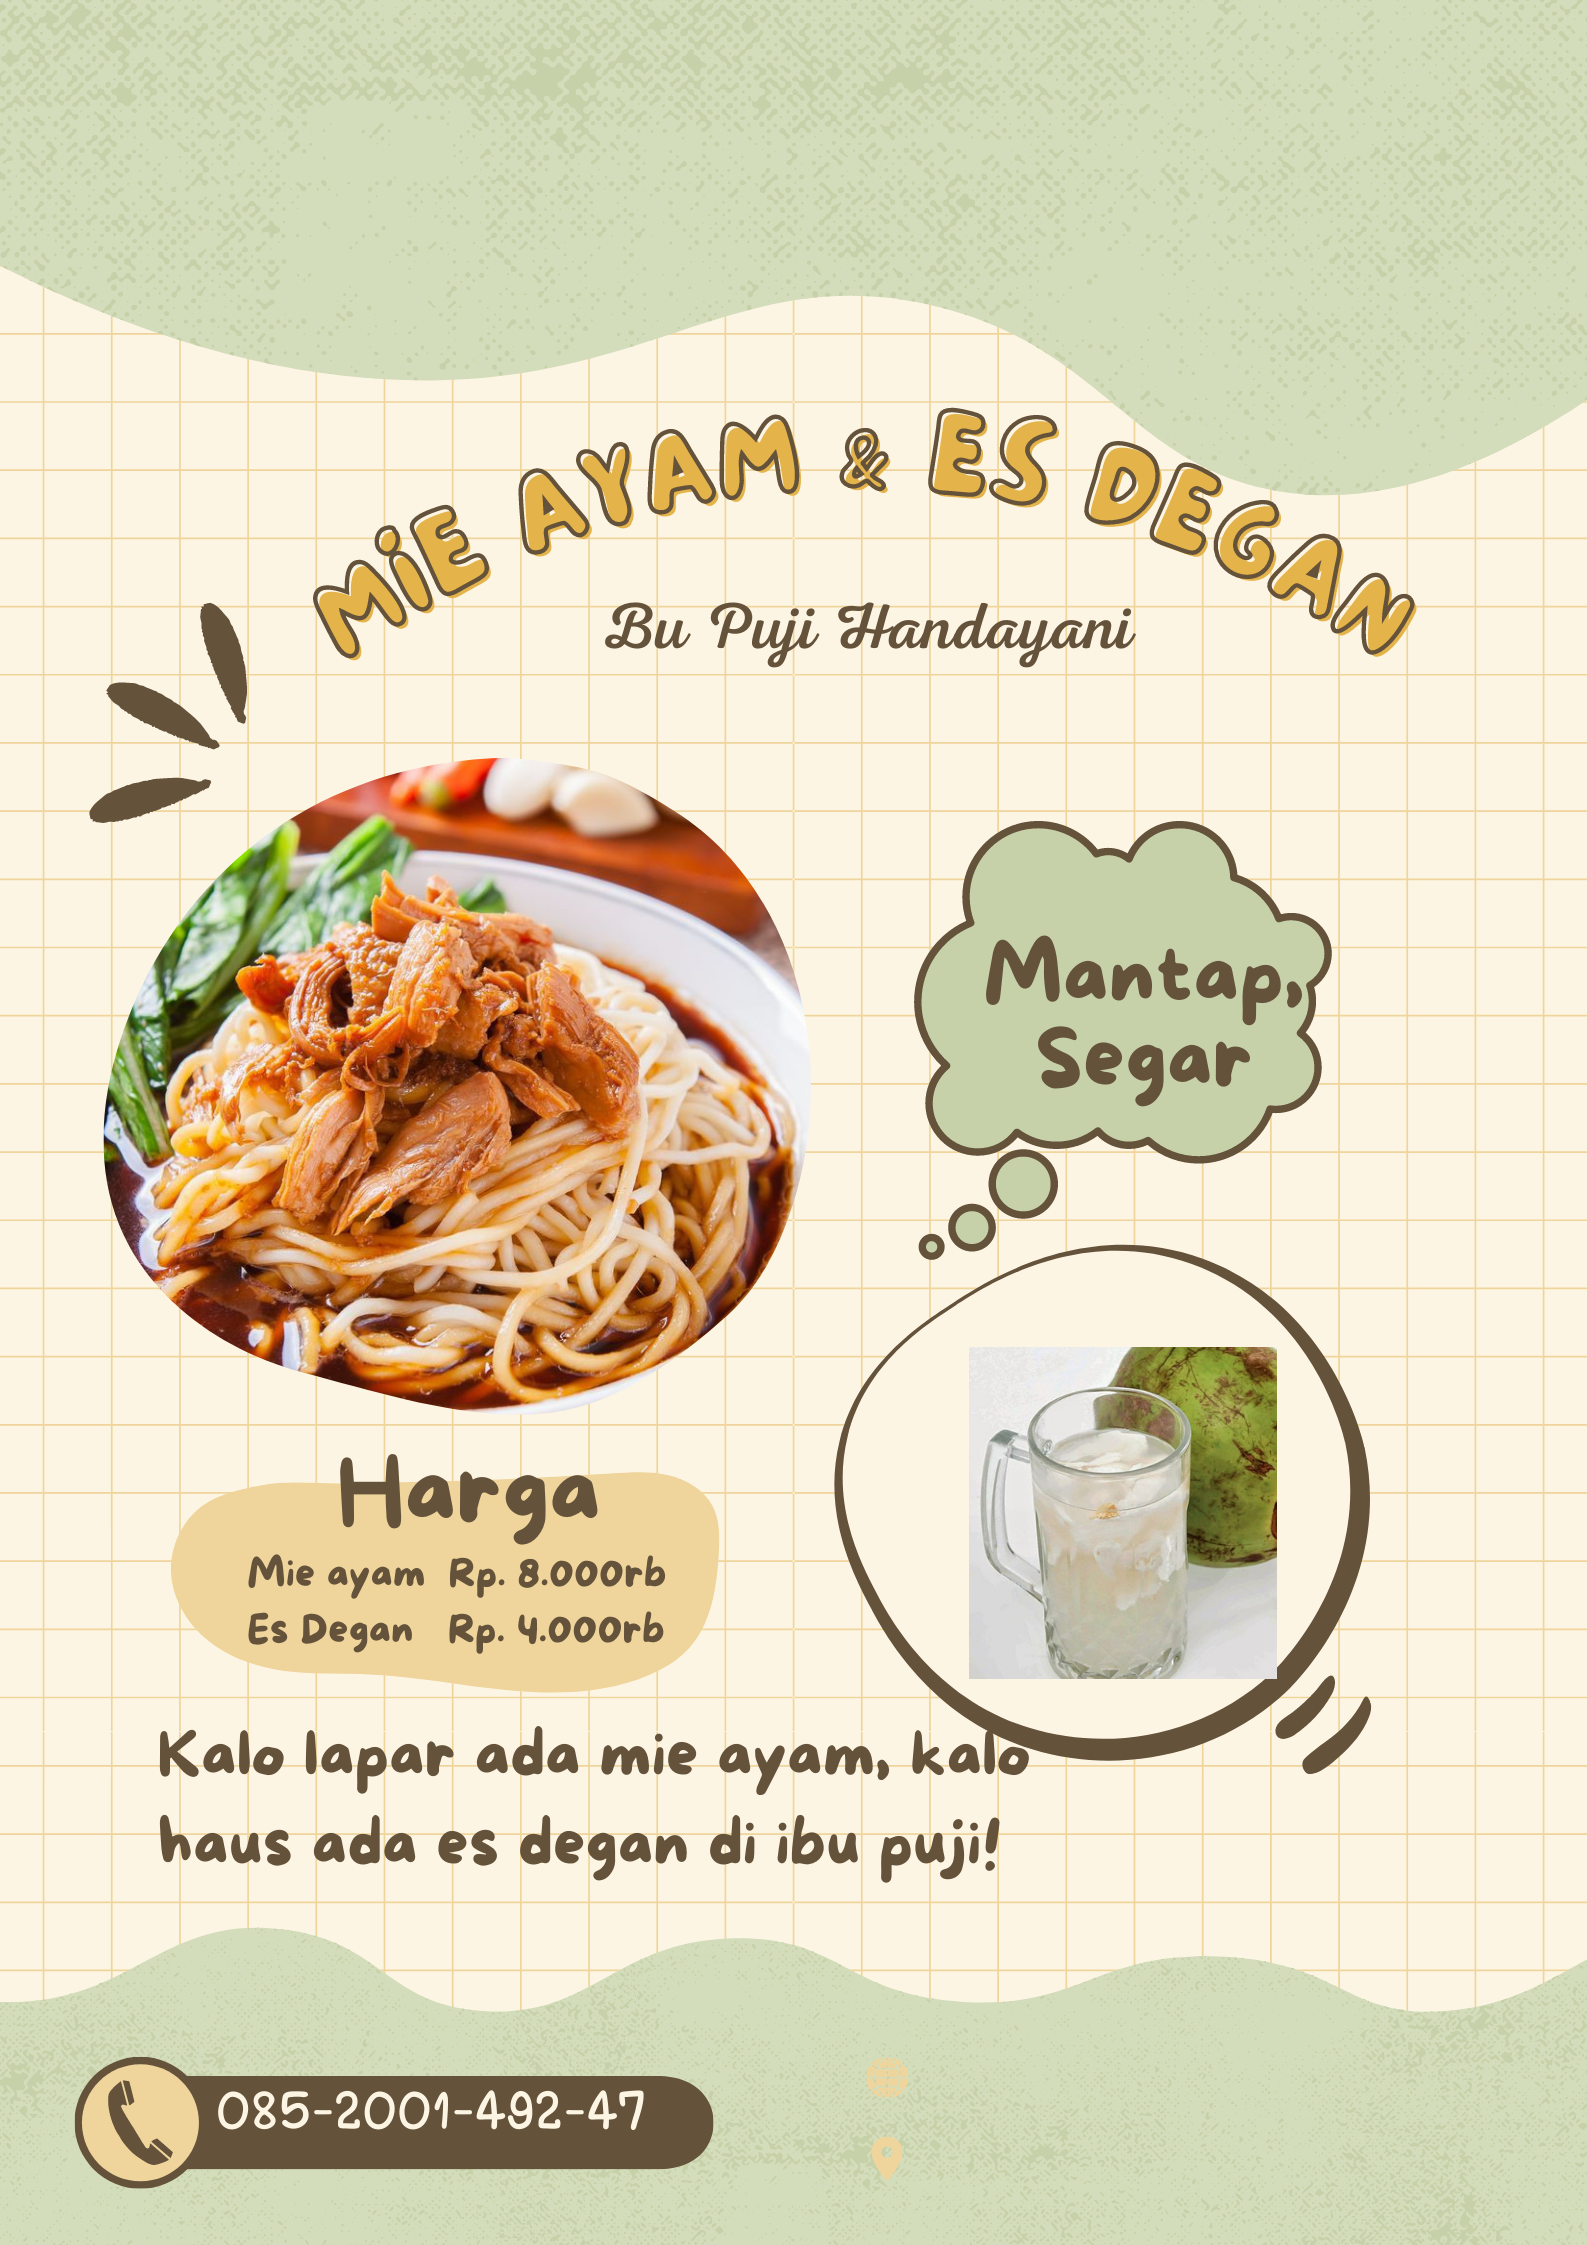 MiE AYAM & ES DEGAN
Bu Puji Handayani
Mantap,
Segar
Harga
Mie ayam Rp. 8.000rb
Es Degan Rp. 4.000rb
Kalo lapar ada mie ayam, kalo
haus ada es degan di ibu puji!
085-2001-492-47